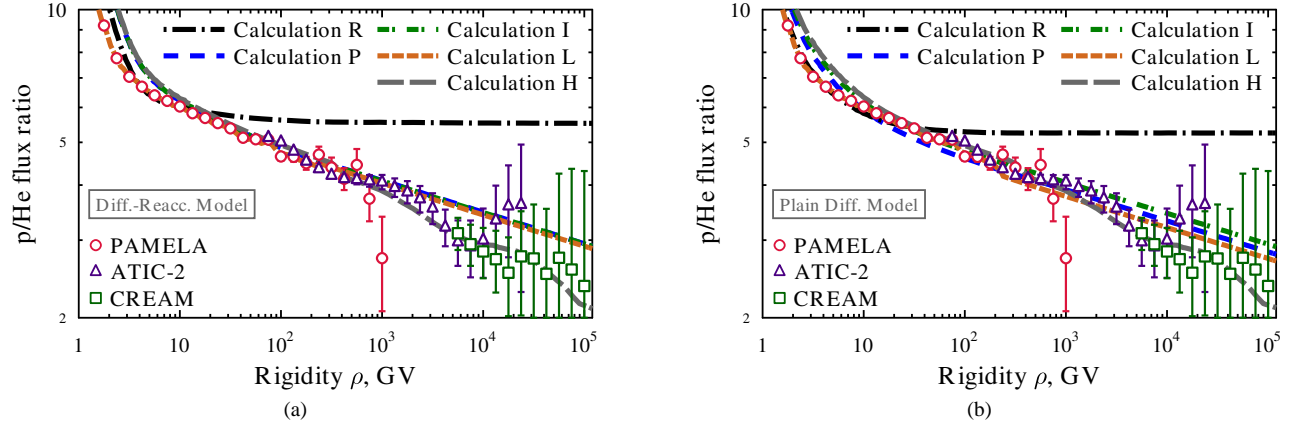 10
5
2
p/He flux ratio
Calculation R
Calculation P
Calculation I
Calculation L
Calculation H
Diff.-Reacc. Model
PAMELA
ATIC-2
CREAM
1 10 10² 10³ 10⁴ 10⁵
Rigidity ρ, GV
(a)
10
5
2
p/He flux ratio
Calculation R
Calculation P
Calculation I
Calculation L
Calculation H
Plain Diff. Model
PAMELA
ATIC-2
CREAM
1 10 10² 10³ 10⁴ 10⁵
Rigidity ρ, GV
(b)